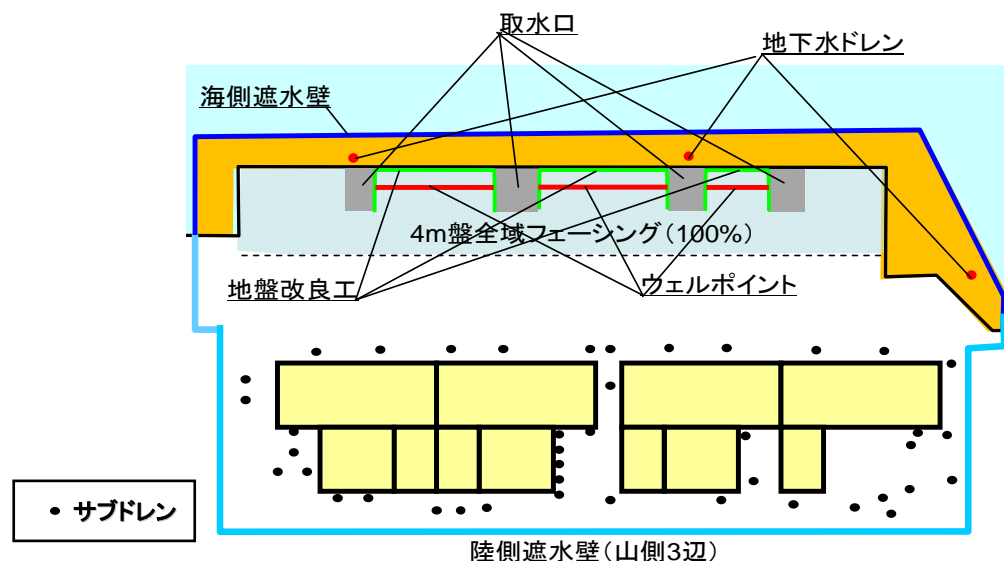 取水口
地下水ドレン
海側遮水壁
4m盤全域フェーシング(100%)
地盤改良工
ウェルポイント
• サブドレン
陸側遮水壁(山側3辺)